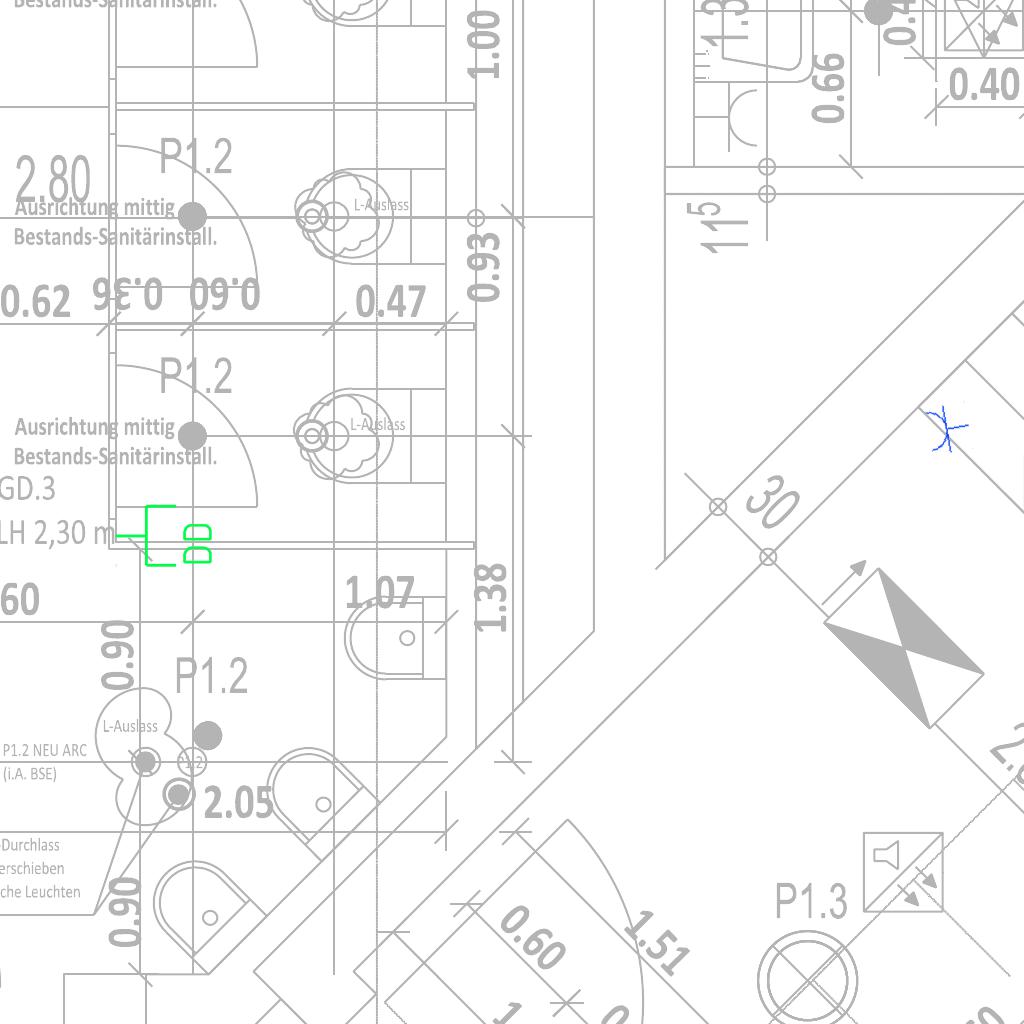 Bestands-Sanitärinstall.
1.00
0.66
0.40
P1.2
2.80
Ausrichtung mittig
Bestands-Sanitärinstall.
L-Auslass
11⁵
0.93
0.62
0.36
0.60
0.47
P1.2
Ausrichtung mittig
Bestands-Sanitärinstall.
L-Auslass
GD.3
LH 2,30 m
30
60
1.07
1.38
0.90
P1.2
L-Auslass
P1.2 NEU ARC
(i.A. BSE)
P1.2
2.05
-Durchlass
erschieben
che Leuchten
0.90
P1.3
0.60
1.51